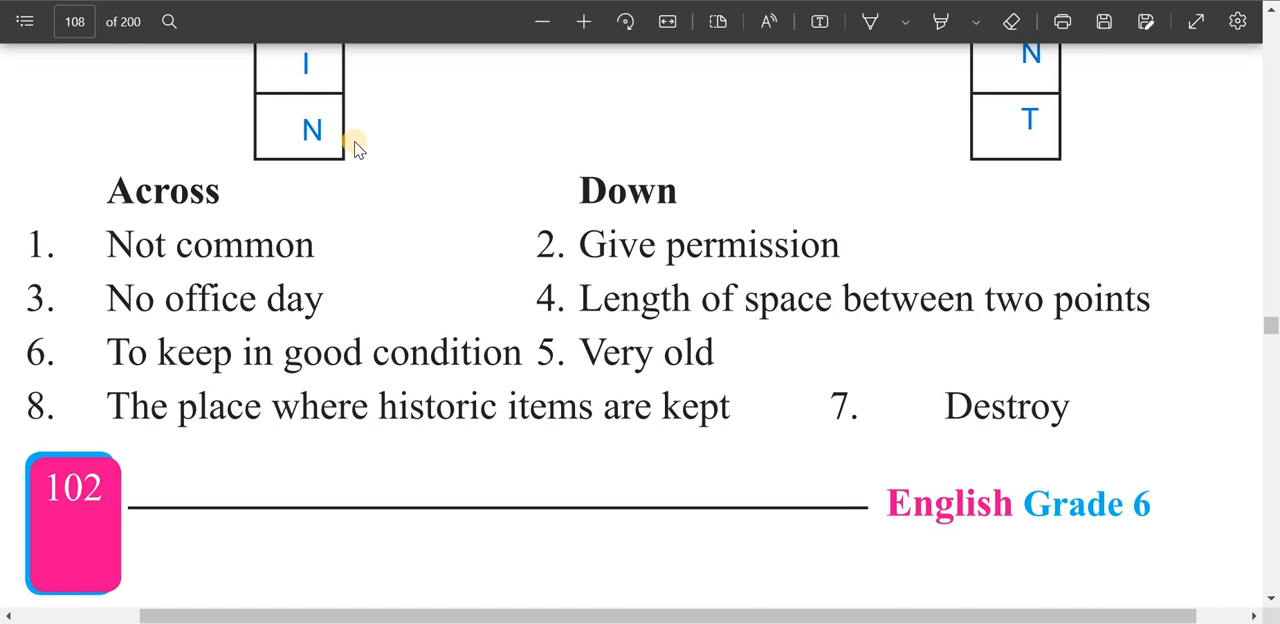 108 of 200
I N
N T
Across Down
1. Not common 2. Give permission
3. No office day 4. Length of space between two points
6. To keep in good condition 5. Very old
8. The place where historic items are kept 7. Destroy
102
English Grade 6